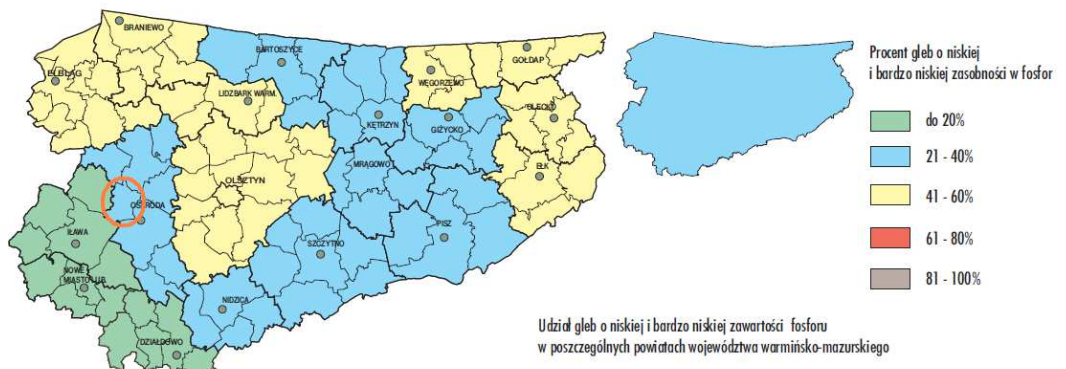 BRANIEWO
BARTOSZYCE
GOŁDAP
ELBLĄG
WĘGORZEWO
LIDZBARK WARM.
OLECKO
KĘTRZYN
GIŻYCKO
MRĄGOWO
EŁK
OLSZTYN
OSTRÓDA
PISZ
IŁAWA
SZCZYTNO
NOWE
MIASTO LUB.
NIDZICA
DZIAŁDOWO
Procent gleb o niskiej
i bardzo niskiej zasobności w fosfor
do 20%
21 - 40%
41 - 60%
61 - 80%
81 - 100%
Udział gleb o niskiej i bardzo niskiej zawartości fosforu
w poszczególnych powiatach województwa warmińsko-mazurskiego